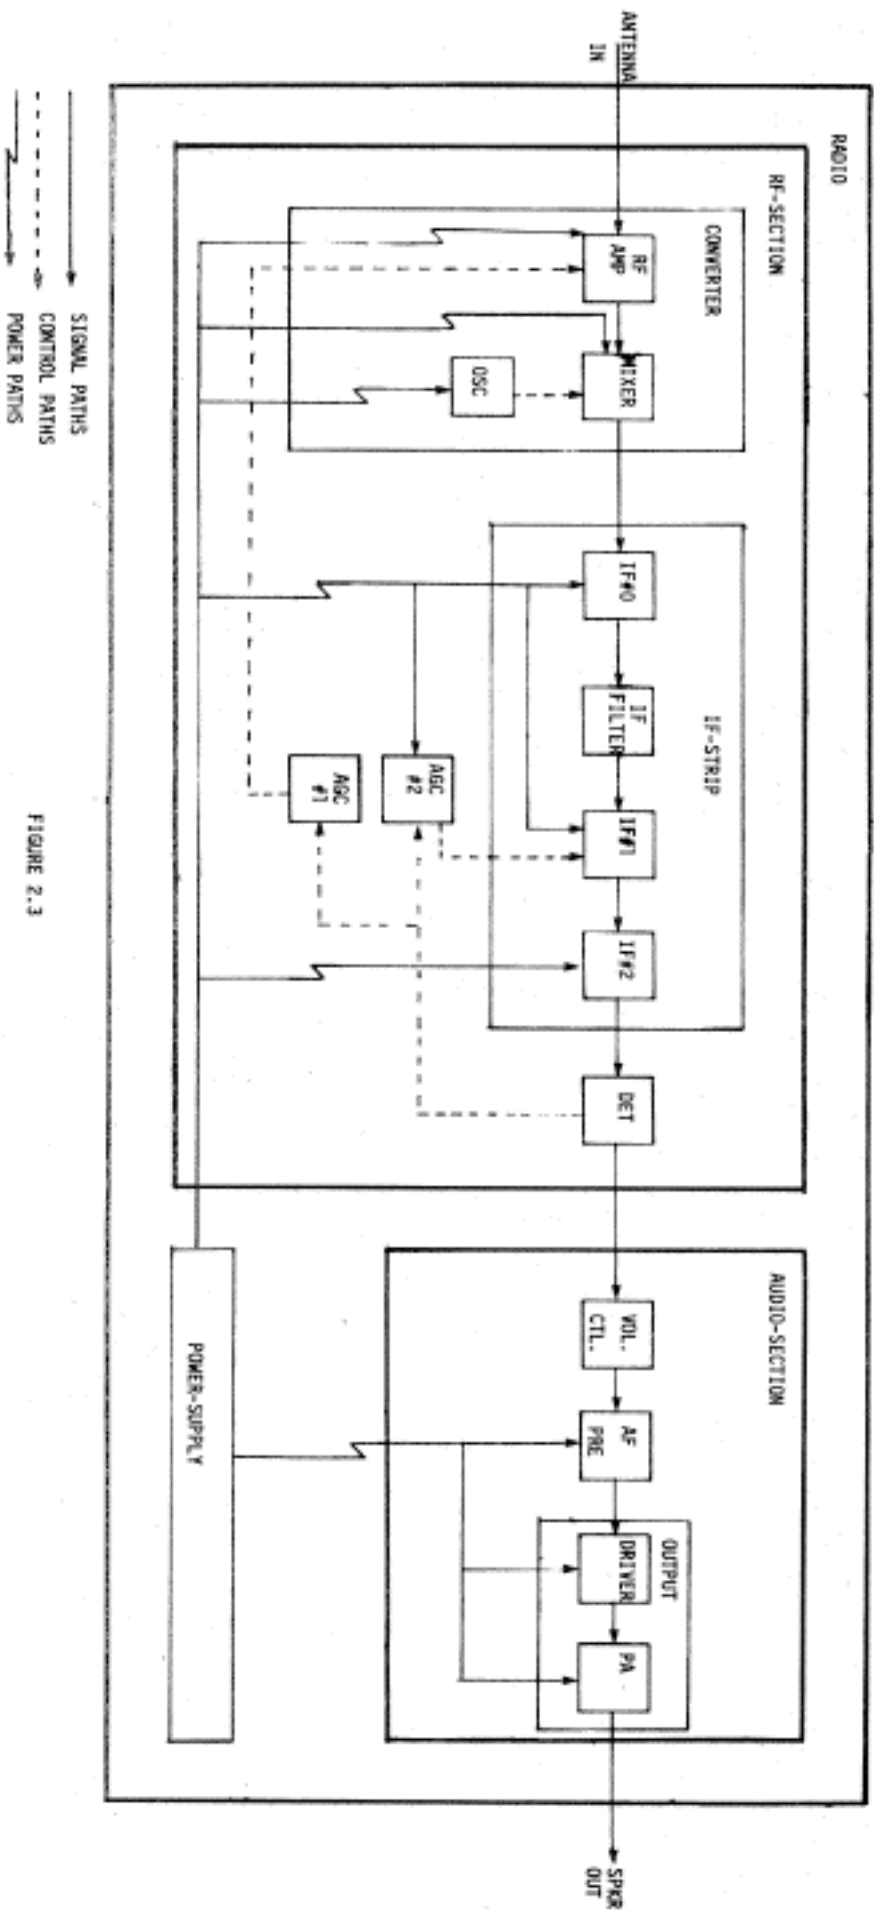 RADIO
ANTENNA
IN
RF-SECTION
CONVERTER
RF
AMP
MIXER
OSC
IF-STRIP
IF#0
IF
FILTER
IF#1
IF#2
DET
AGC
#2
AGC
#1
AUDIO-SECTION
VOL.
CTL.
AF
PRE
OUTPUT
DRIVER
PA
SPKR
OUT
POWER-SUPPLY
SIGNAL PATHS
CONTROL PATHS
POWER PATHS
FIGURE 2.3